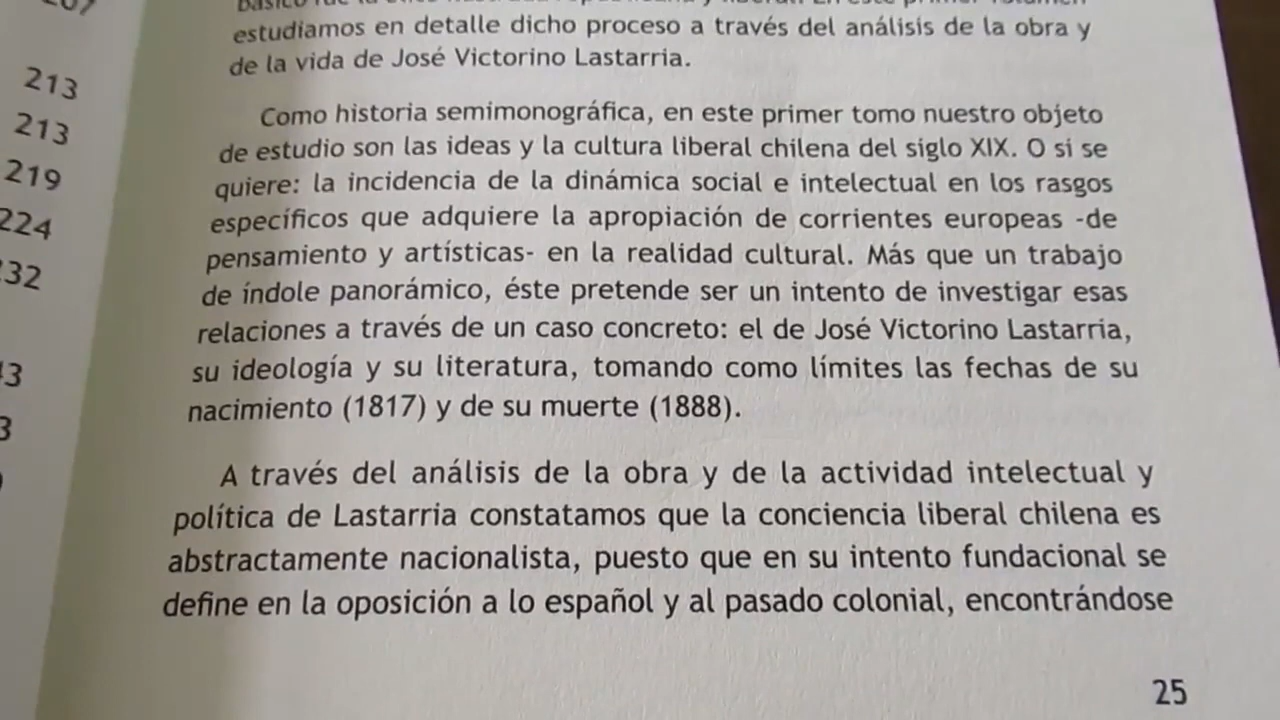 213
213
219
224
32
3
3
estudiamos en detalle dicho proceso a través del análisis de la obra y
de la vida de José Victorino Lastarria.
Como historia semimonográfica, en este primer tomo nuestro objeto
de estudio son las ideas y la cultura liberal chilena del siglo XIX. O si se
quiere: la incidencia de la dinámica social e intelectual en los rasgos
específicos que adquiere la apropiación de corrientes europeas -de
pensamiento y artísticas- en la realidad cultural. Más que un trabajo
de índole panorámico, éste pretende ser un intento de investigar esas
relaciones a través de un caso concreto: el de José Victorino Lastarria,
su ideología y su literatura, tomando como límites las fechas de su
nacimiento (1817) y de su muerte (1888).
A través del análisis de la obra y de la actividad intelectual y
política de Lastarria constatamos que la conciencia liberal chilena es
abstractamente nacionalista, puesto que en su intento fundacional se
define en la oposición a lo español y al pasado colonial, encontrándose
25